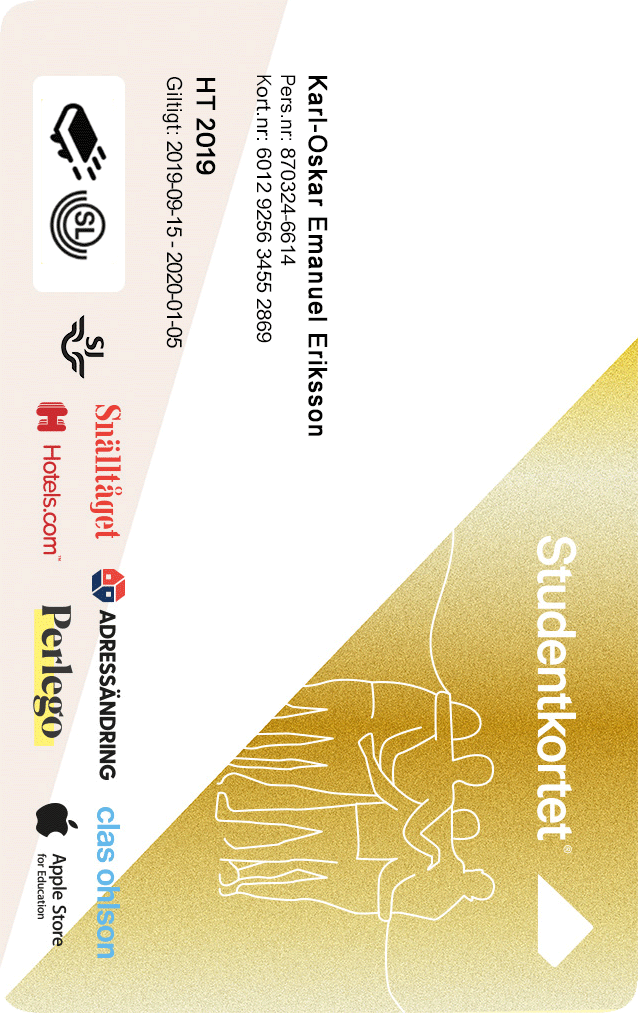 Studentkortet®
Karl-Oskar Emanuel Eriksson
Pers.nr: 870324-6614
Kort.nr: 6012 9256 3455 2869
HT 2019
Giltigt: 2019-09-15 - 2020-01-05
SL
SJ
Snälltåget
ADRESSÄNDRING
clas ohlson
Hotels.com™
Perlego
Apple Store
for Education